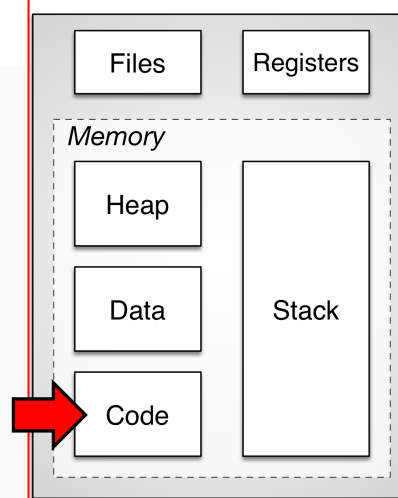 Files
Registers
Memory
Heap
Data
Stack
Code